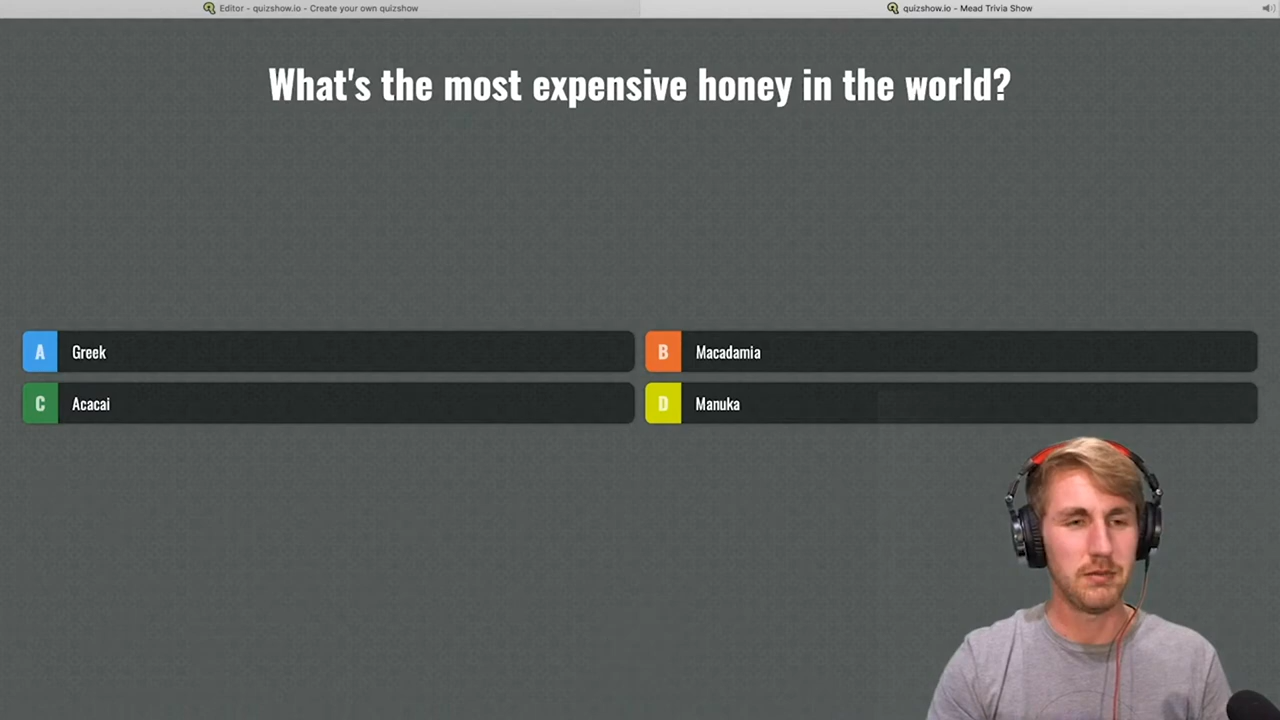 Editor - quizshow.io - Create your own quizshow
quizshow.io - Mead Trivia Show
What's the most expensive honey in the world?
A Greek
B Macadamia
C Acacai
D Manuka